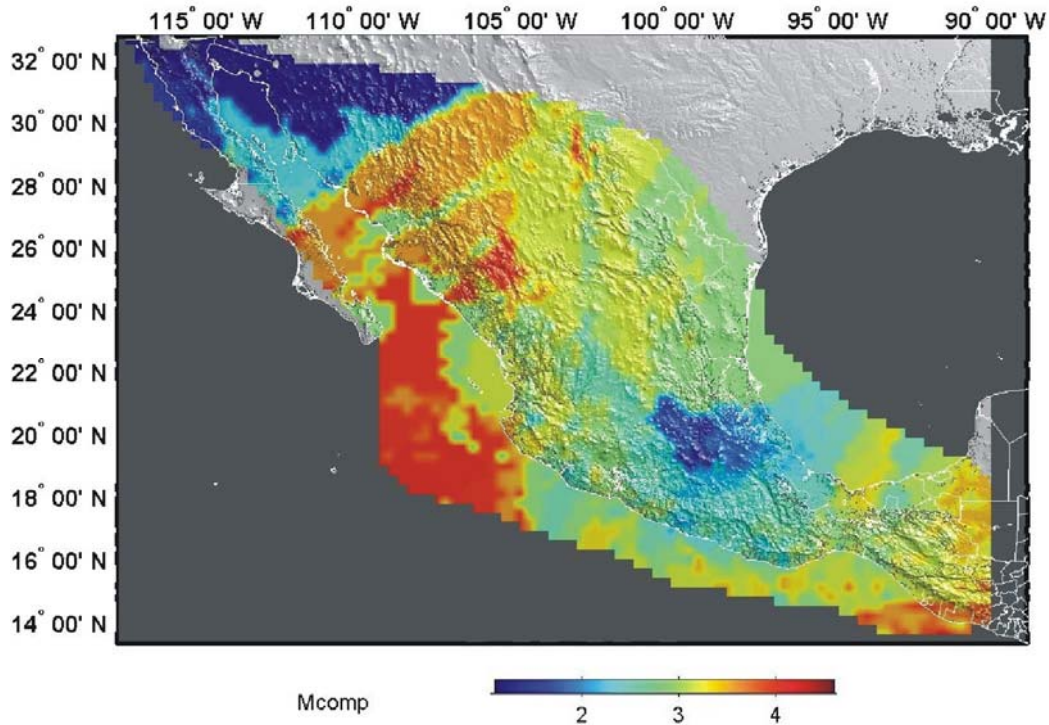 115° 00' W 110° 00' W 105° 00' W 100° 00' W 95° 00' W 90° 00' W
32° 00' N
30° 00' N
28° 00' N
26° 00' N
24° 00' N
22° 00' N
20° 00' N
18° 00' N
16° 00' N
14° 00' N
Mcomp
2 3 4